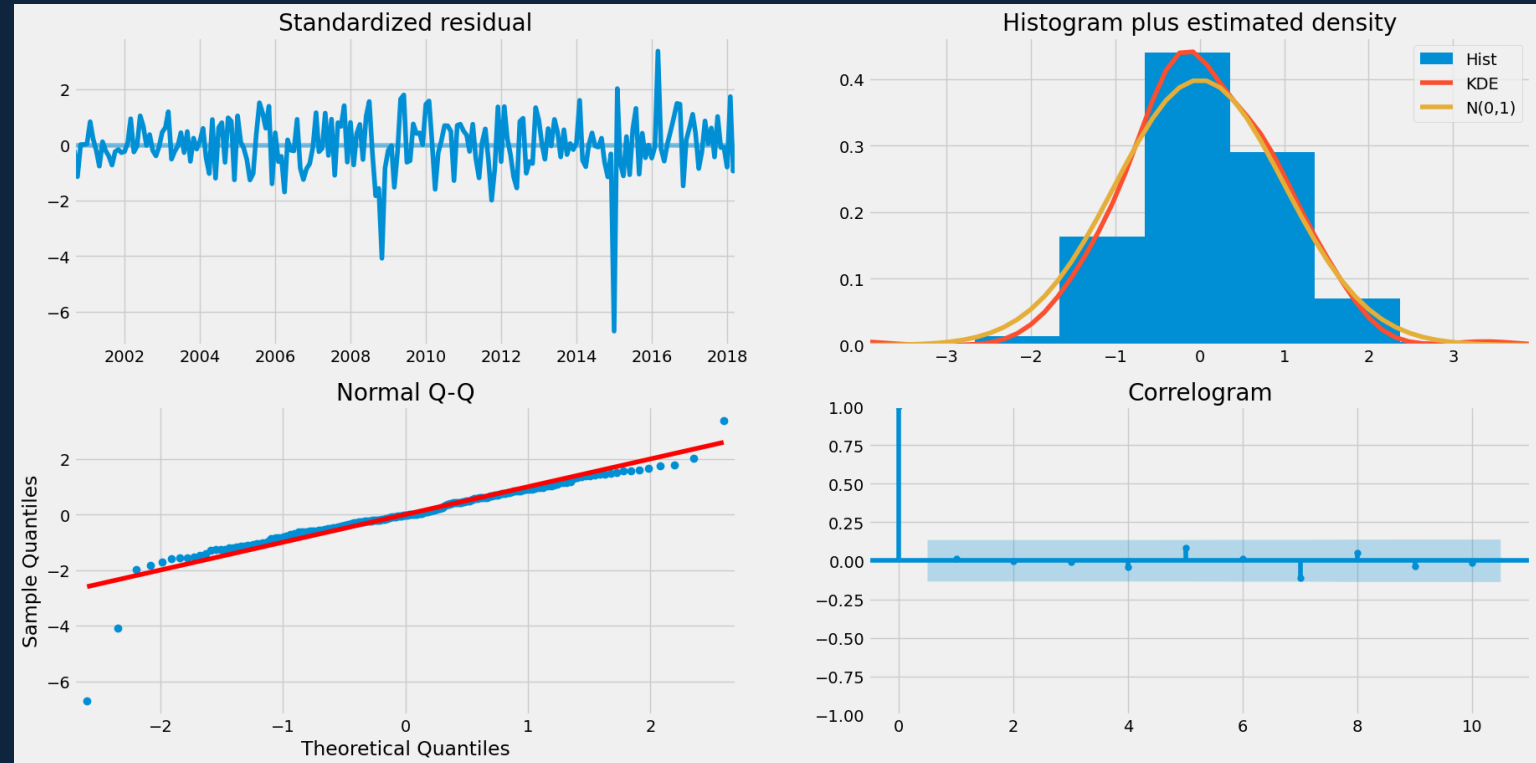 Standardized residual
2
0
−2
−4
−6
2002 2004 2006 2008 2010 2012 2014 2016 2018
Histogram plus estimated density
Hist
KDE
N(0,1)
0.4
0.3
0.2
0.1
0.0
−3 −2 −1 0 1 2 3
Normal Q-Q
Sample Quantiles
2
0
−2
−4
−6
−2 −1 0 1 2
Theoretical Quantiles
Correlogram
1.00
0.75
0.50
0.25
0.00
−0.25
−0.50
−0.75
−1.00
0 2 4 6 8 10